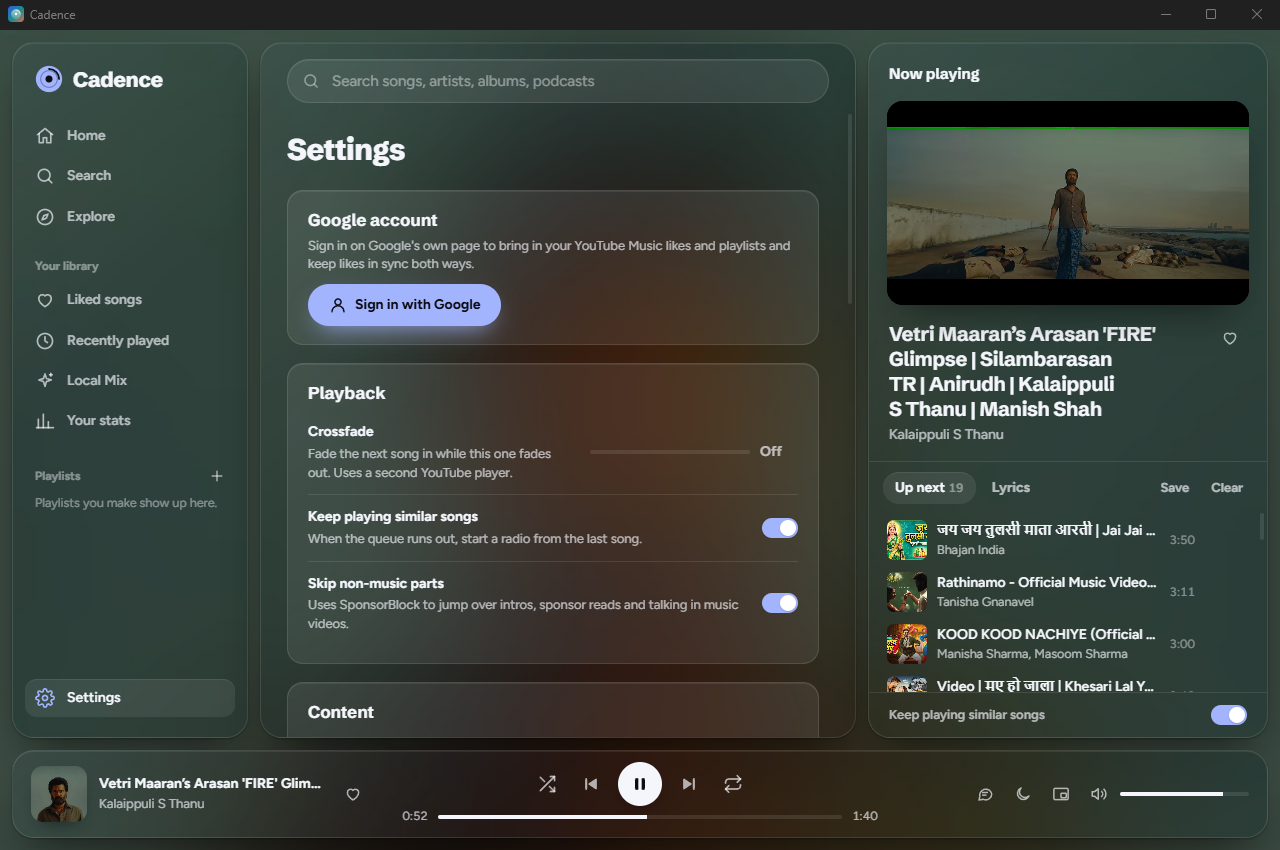 Cadence
Cadence
Home
Search
Explore
Your library
Liked songs
Recently played
Local Mix
Your stats
Playlists
Playlists you make show up here.
Settings
Search songs, artists, albums, podcasts
Settings
Google account
Sign in on Google's own page to bring in your YouTube Music likes and playlists and
keep likes in sync both ways.
Sign in with Google
Playback
Crossfade
Fade the next song in while this one fades
out. Uses a second YouTube player.
Off
Keep playing similar songs
When the queue runs out, start a radio from the last song.
Skip non-music parts
Uses SponsorBlock to jump over intros, sponsor reads and talking in music
videos.
Content
Now playing
Vetri Maaran’s Arasan 'FIRE'
Glimpse | Silambarasan
TR | Anirudh | Kalaippuli
S Thanu | Manish Shah
Kalaippuli S Thanu
Up next 19
Lyrics
Save
Clear
जय जय तुलसी माता आरती | Jai Jai ...
Bhajan India
3:50
Rathinamo - Official Music Video...
Tanisha Gnanavel
3:11
KOOD KOOD NACHIYE (Official ...
Manisha Sharma, Masoom Sharma
3:00
Video | मए हो जाला | Khesari Lal Y...
Keep playing similar songs
Vetri Maaran’s Arasan 'FIRE' Glim...
Kalaippuli S Thanu
0:52
1:40